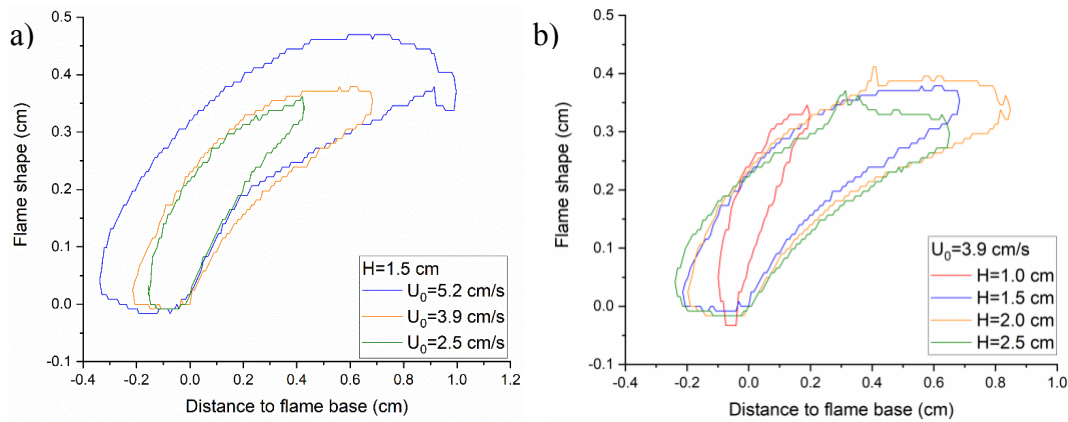 a)
0.5
0.4
0.3
0.2
0.1
0.0
-0.1
Flame shape (cm)
-0.4 -0.2 0.0 0.2 0.4 0.6 0.8 1.0 1.2
Distance to flame base (cm)
H=1.5 cm
U₀=5.2 cm/s
U₀=3.9 cm/s
U₀=2.5 cm/s
b)
0.5
0.4
0.3
0.2
0.1
0.0
-0.1
Flame shape (cm)
-0.4 -0.2 0.0 0.2 0.4 0.6 0.8 1.0
Distance to flame base (cm)
U₀=3.9 cm/s
H=1.0 cm
H=1.5 cm
H=2.0 cm
H=2.5 cm